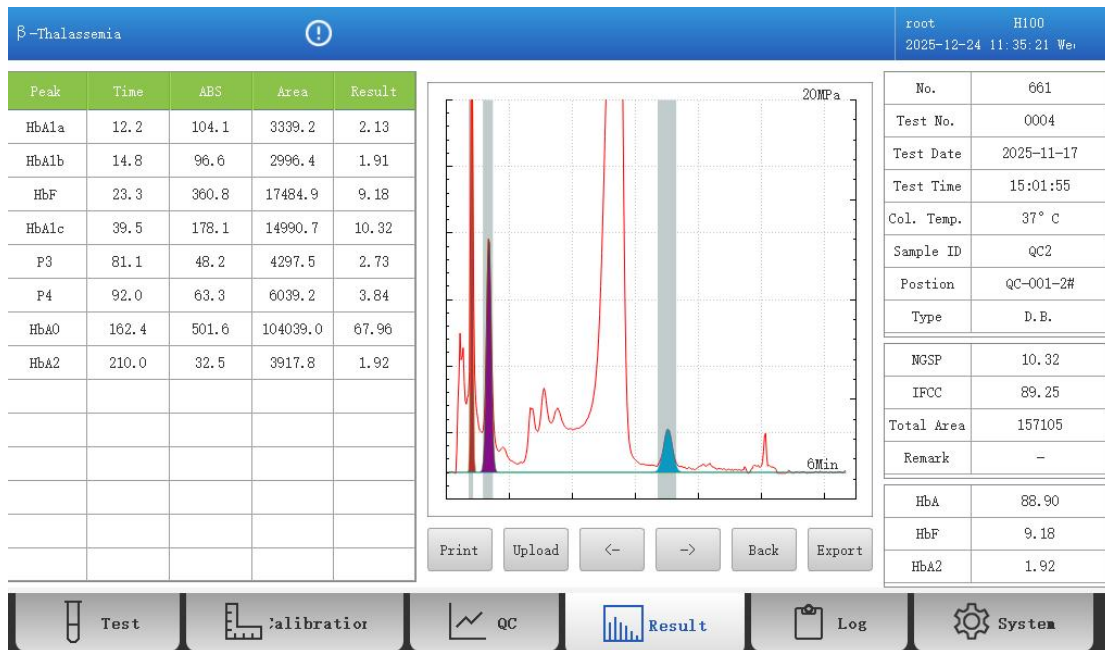 β-Thalassemia
root H100
2025-12-24 11:35:21 We
Peak Time ABS Area Result
HbA1a 12.2 104.1 3339.2 2.13
HbA1b 14.8 96.6 2996.4 1.91
HbF 23.3 360.8 17484.9 9.18
HbA1c 39.5 178.1 14990.7 10.32
P3 81.1 48.2 4297.5 2.73
P4 92.0 63.3 6039.2 3.84
HbA0 162.4 501.6 104039.0 67.96
HbA2 210.0 32.5 3917.8 1.92
20MPa
6Min
Print Upload <- -> Back Export
No. 661
Test No. 0004
Test Date 2025-11-17
Test Time 15:01:55
Col. Temp. 37° C
Sample ID QC2
Postion QC-001-2#
Type D.B.
NGSP 10.32
IFCC 89.25
Total Area 157105
Remark -
HbA 88.90
HbF 9.18
HbA2 1.92
Test alibration QC Result Log System